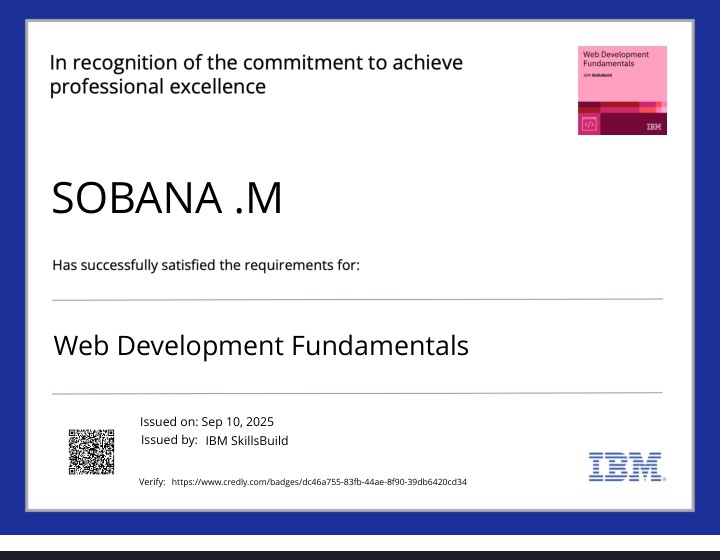 In recognition of the commitment to achieve
professional excellence
Web Development
Fundamentals
IBM SkillsBuild
</>
IBM
SOBANA .M
Has successfully satisfied the requirements for:
Web Development Fundamentals
Issued on: Sep 10, 2025
Issued by: IBM SkillsBuild
Verify: https://www.credly.com/badges/dc46a755-83fb-44ae-8f90-39db6420cd34
IBM®